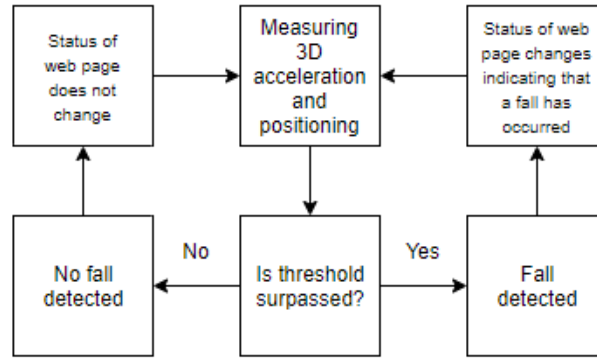 Status of
web page
does not
change
Measuring
3D
acceleration
and
positioning
Status of web
page changes
indicating that
a fall has
occurred
No fall
detected
No
Is threshold
surpassed?
Yes
Fall
detected